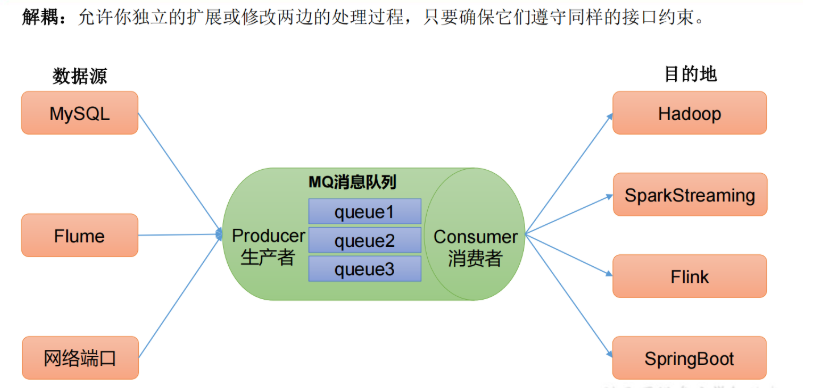 解耦：允许你独立的扩展或修改两边的处理过程，只要确保它们遵守同样的接口约束。
数据源
目的地
MySQL
Hadoop
MQ消息队列
queue1
queue2
queue3
Producer
生产者
Consumer
消费者
SparkStreaming
Flume
Flink
网络端口
SpringBoot